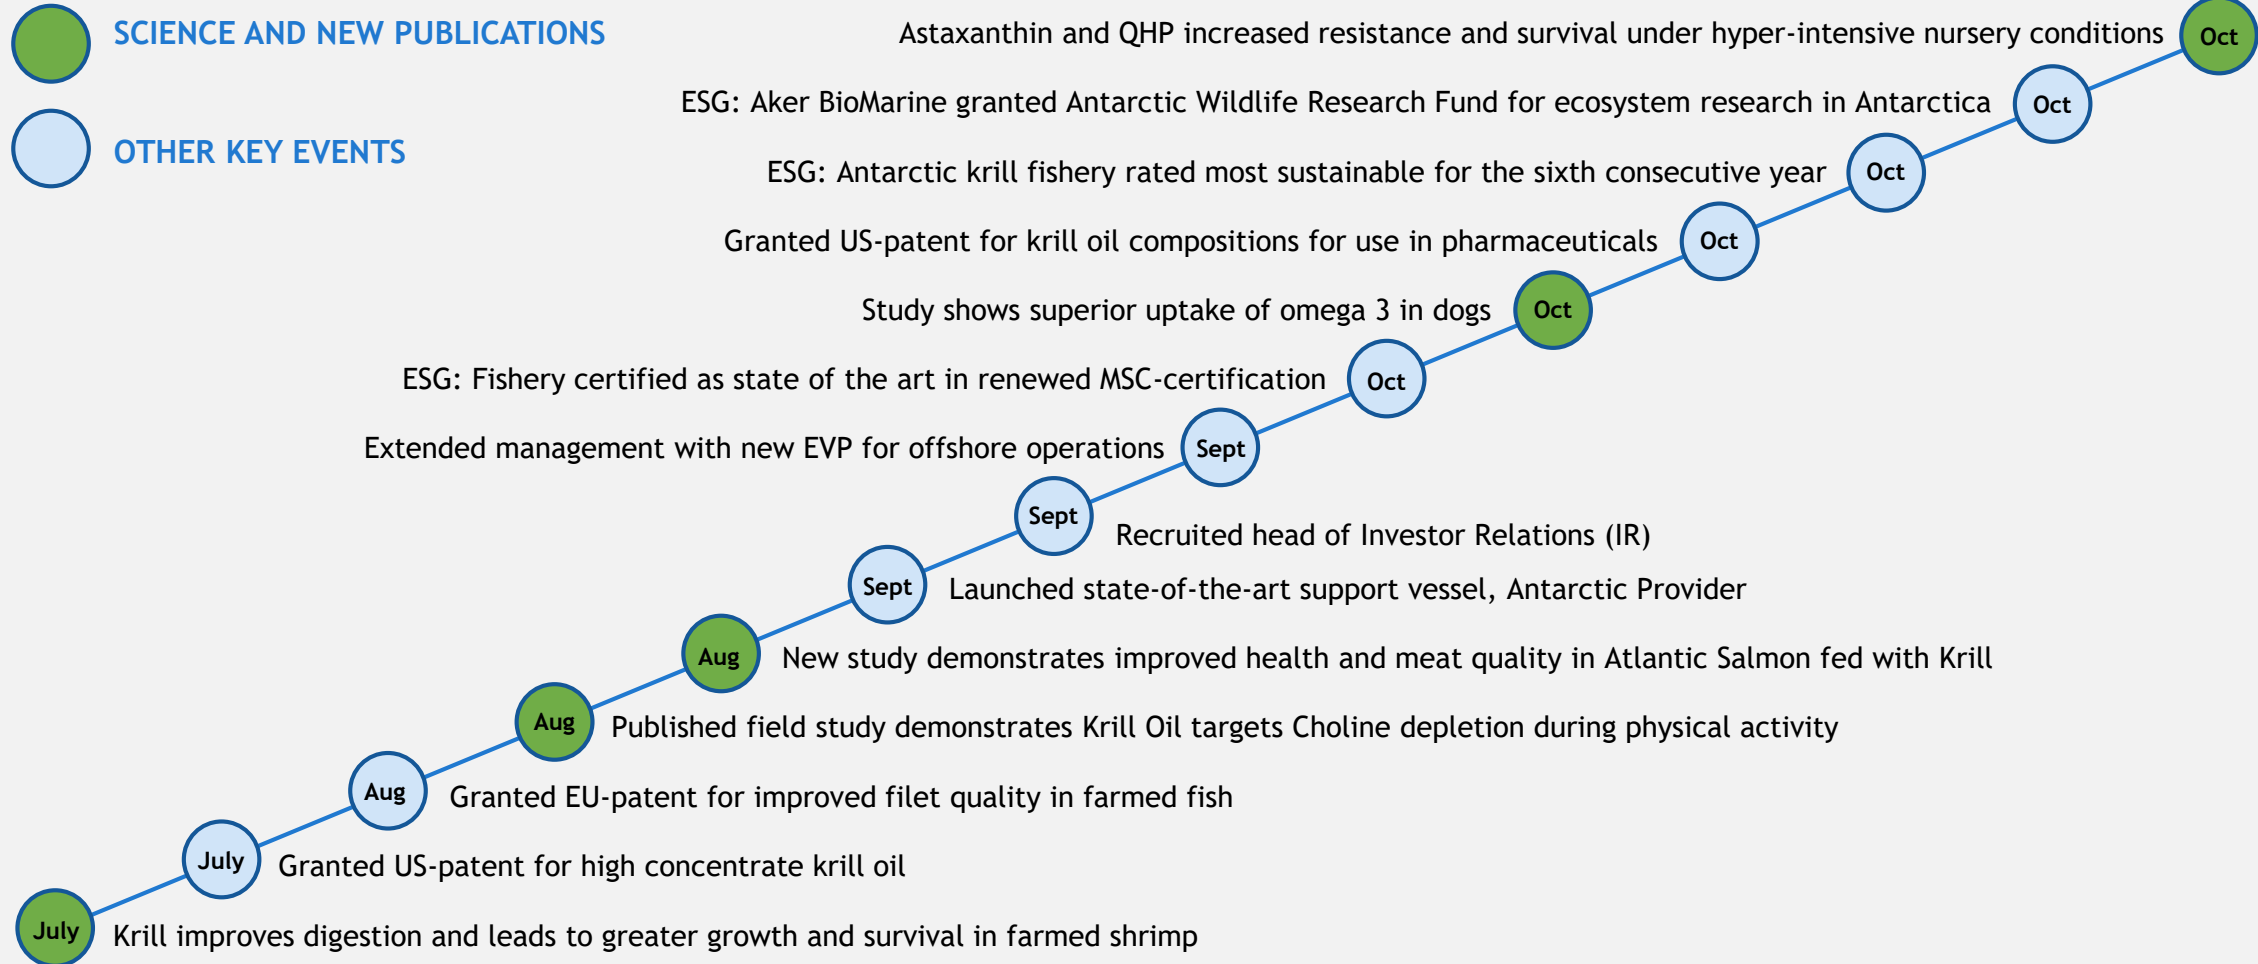 SCIENCE AND NEW PUBLICATIONS
OTHER KEY EVENTS
Astaxanthin and QHP increased resistance and survival under hyper-intensive nursery conditions Oct
ESG: Aker BioMarine granted Antarctic Wildlife Research Fund for ecosystem research in Antarctica Oct
ESG: Antarctic krill fishery rated most sustainable for the sixth consecutive year Oct
Granted US-patent for krill oil compositions for use in pharmaceuticals Oct
Study shows superior uptake of omega 3 in dogs Oct
ESG: Fishery certified as state of the art in renewed MSC-certification Oct
Extended management with new EVP for offshore operations Sept
Sept Recruited head of Investor Relations (IR)
Sept Launched state-of-the-art support vessel, Antarctic Provider
Aug New study demonstrates improved health and meat quality in Atlantic Salmon fed with Krill
Aug Published field study demonstrates Krill Oil targets Choline depletion during physical activity
Aug Granted EU-patent for improved filet quality in farmed fish
July Granted US-patent for high concentrate krill oil
July Krill improves digestion and leads to greater growth and survival in farmed shrimp